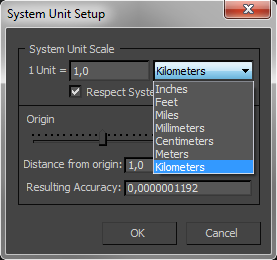 System Unit Setup
System Unit Scale
1 Unit = 1,0 Kilometers
Respect Syste
Inches
Feet
Miles
Millimeters
Centimeters
Meters
Kilometers
Origin
Distance from origin: 1,0
Resulting Accuracy: 0,0000001192
OK Cancel